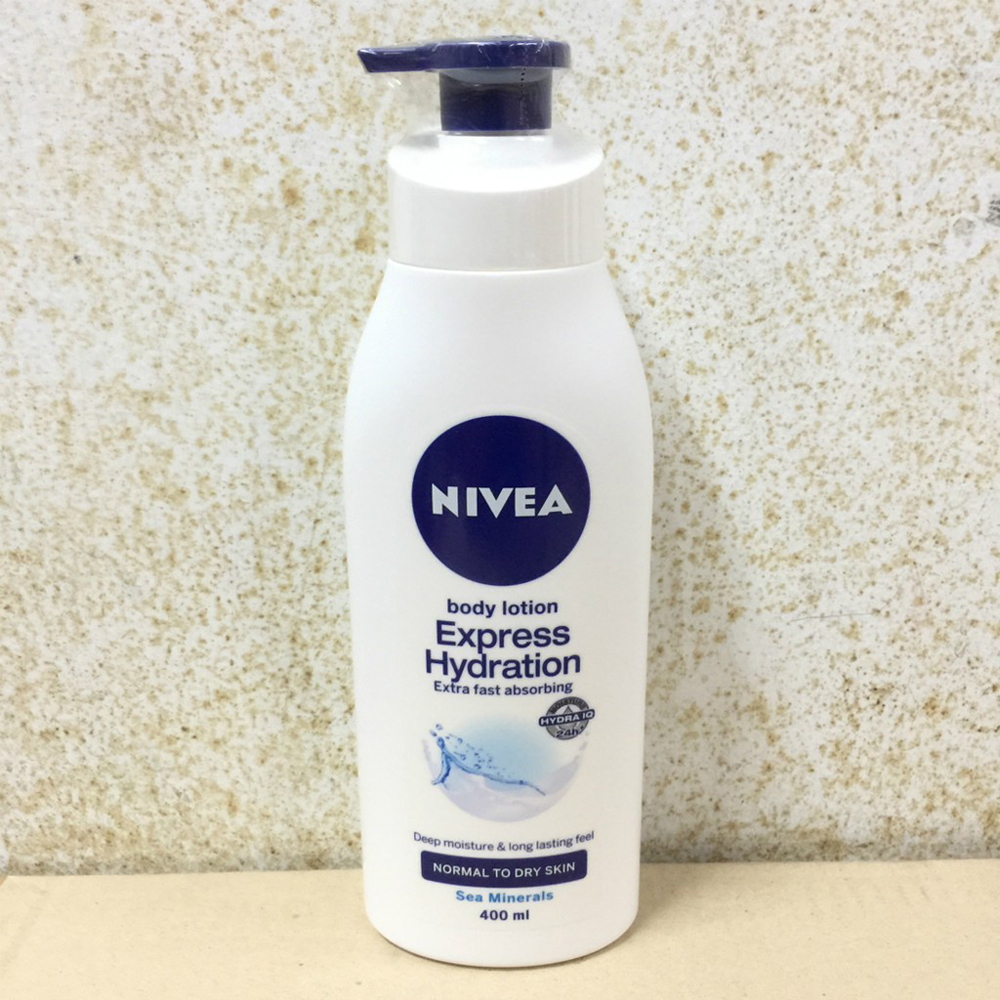 NIVEA
body lotion
Express
Hydration
Extra fast absorbing
HYDRA IQ
24h+
Deep moisture & long lasting feel
NORMAL TO DRY SKIN
Sea Minerals
400 ml